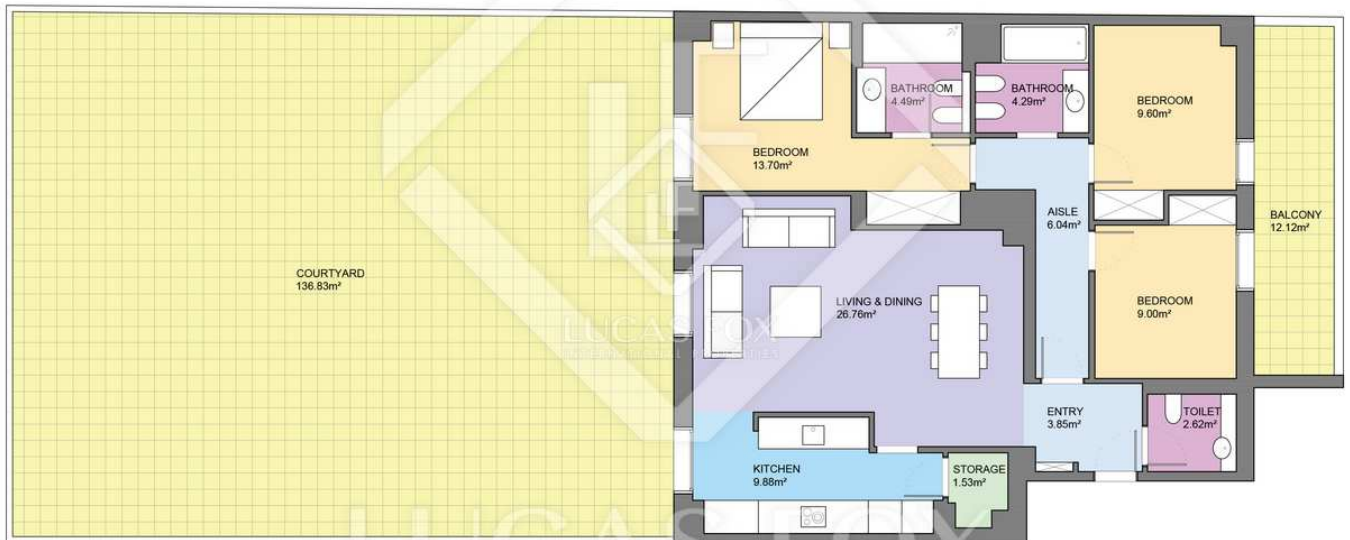 BATHROOM
4.49m²
BATHROOM
4.29m²
BEDROOM
9.60m²
BEDROOM
13.70m²
AISLE
6.04m²
BALCONY
12.12m²
COURTYARD
136.83m²
LIVING & DINING
26.76m²
BEDROOM
9.00m²
LUCAS FOX
INTERNATIONAL PROPERTIES
ENTRY
3.85m²
TOILET
2.62m²
KITCHEN
9.88m²
STORAGE
1.53m²
LUCAS FOX